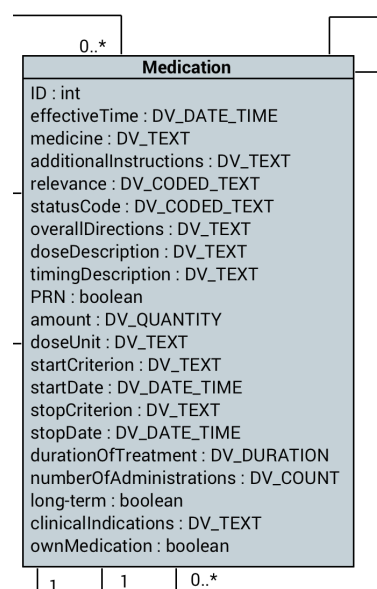 0..*
Medication
ID : int
effectiveTime : DV_DATE_TIME
medicine : DV_TEXT
additionalInstructions : DV_TEXT
relevance : DV_CODED_TEXT
statusCode : DV_CODED_TEXT
overallDirections : DV_TEXT
doseDescription : DV_TEXT
timingDescription : DV_TEXT
PRN : boolean
amount : DV_QUANTITY
doseUnit : DV_TEXT
startCriterion : DV_TEXT
startDate : DV_DATE_TIME
stopCriterion : DV_TEXT
stopDate : DV_DATE_TIME
durationOfTreatment : DV_DURATION
numberOfAdministrations : DV_COUNT
long-term : boolean
clinicalIndications : DV_TEXT
ownMedication : boolean
1 1 0..*